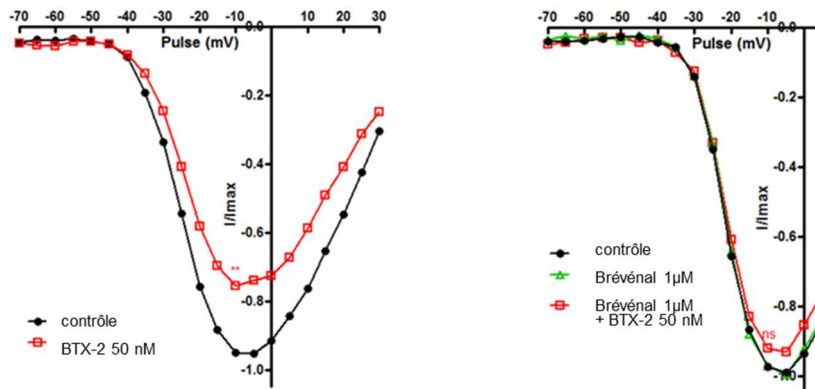 -70 -60 -50 -40 -30 -20 -10 0.0 10 20 30
Pulse (mV)
-0.2
-0.4
I/Imax
-0.6
**
-0.8
-1.0
contrôle
BTX-2 50 nM
-70 -60 -50 -40 -30 -20 -10 0.0
Pulse (mV)
-0.2
-0.4
I/Imax
-0.6
-0.8
ns
-1.0
contrôle
Brévénal 1µM
Brévénal 1µM
+ BTX-2 50 nM